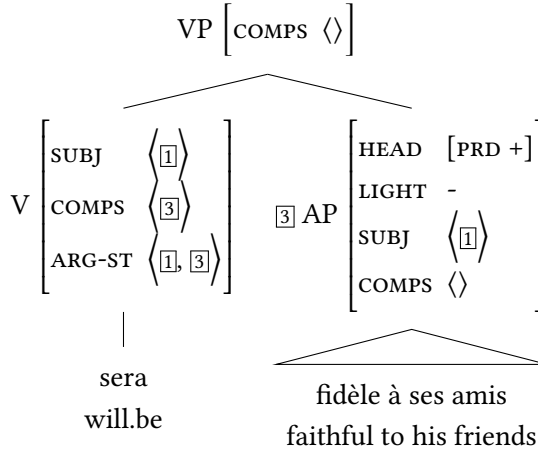 VP [COMPS ⟨⟩]
V [SUBJ ⟨1⟩
COMPS ⟨3⟩
ARG-ST ⟨1, 3⟩]
3 AP [HEAD [PRD +]
LIGHT -
SUBJ ⟨1⟩
COMPS ⟨⟩]
sera
will.be
fidèle à ses amis
faithful to his friends